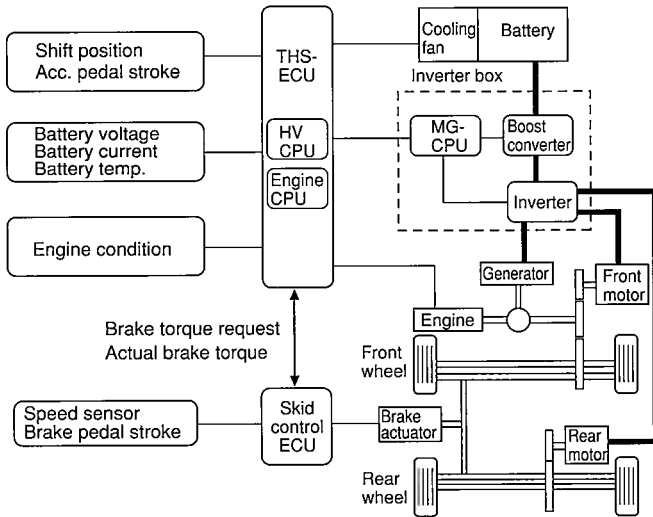 Shift position
Acc. pedal stroke
Battery voltage
Battery current
Battery temp.
Engine condition
THS-
ECU
HV
CPU
Engine
CPU
Brake torque request
Actual brake torque
Speed sensor
Brake pedal stroke
Skid
control
ECU
Cooling
fan
Battery
Inverter box
MG-
CPU
Boost
converter
Inverter
Generator
Front
motor
Engine
Front
wheel
Brake
actuator
Rear
motor
Rear
wheel